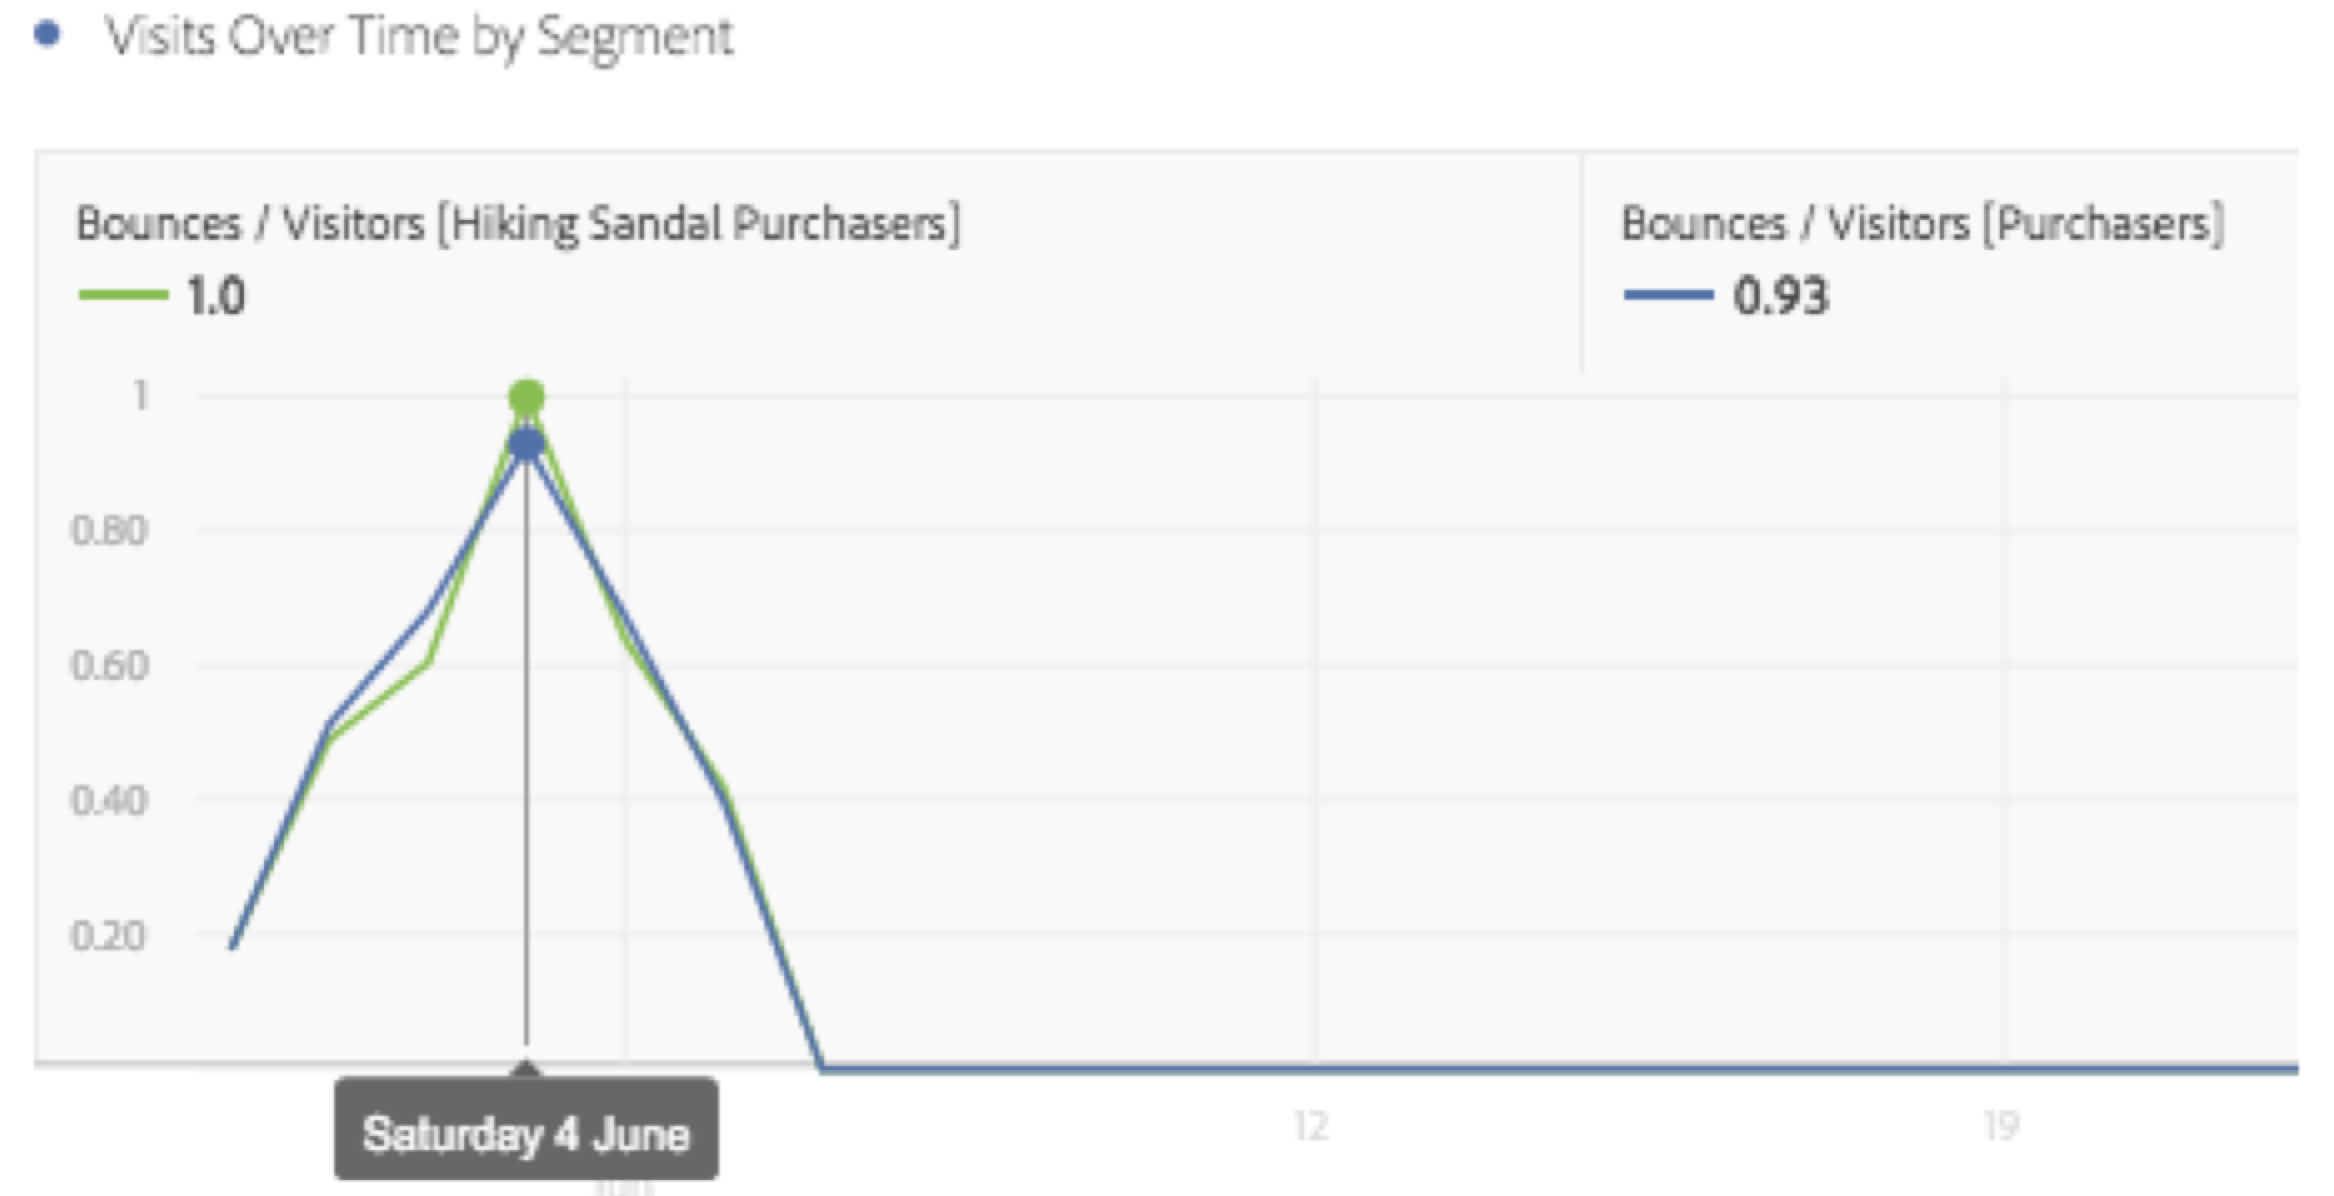 Visits Over Time by Segment
Bounces / Visitors [Hiking Sandal Purchasers]
1.0
Bounces / Visitors [Purchasers]
0.93
1
0.80
0.60
0.40
0.20
12
19
Saturday 4 June